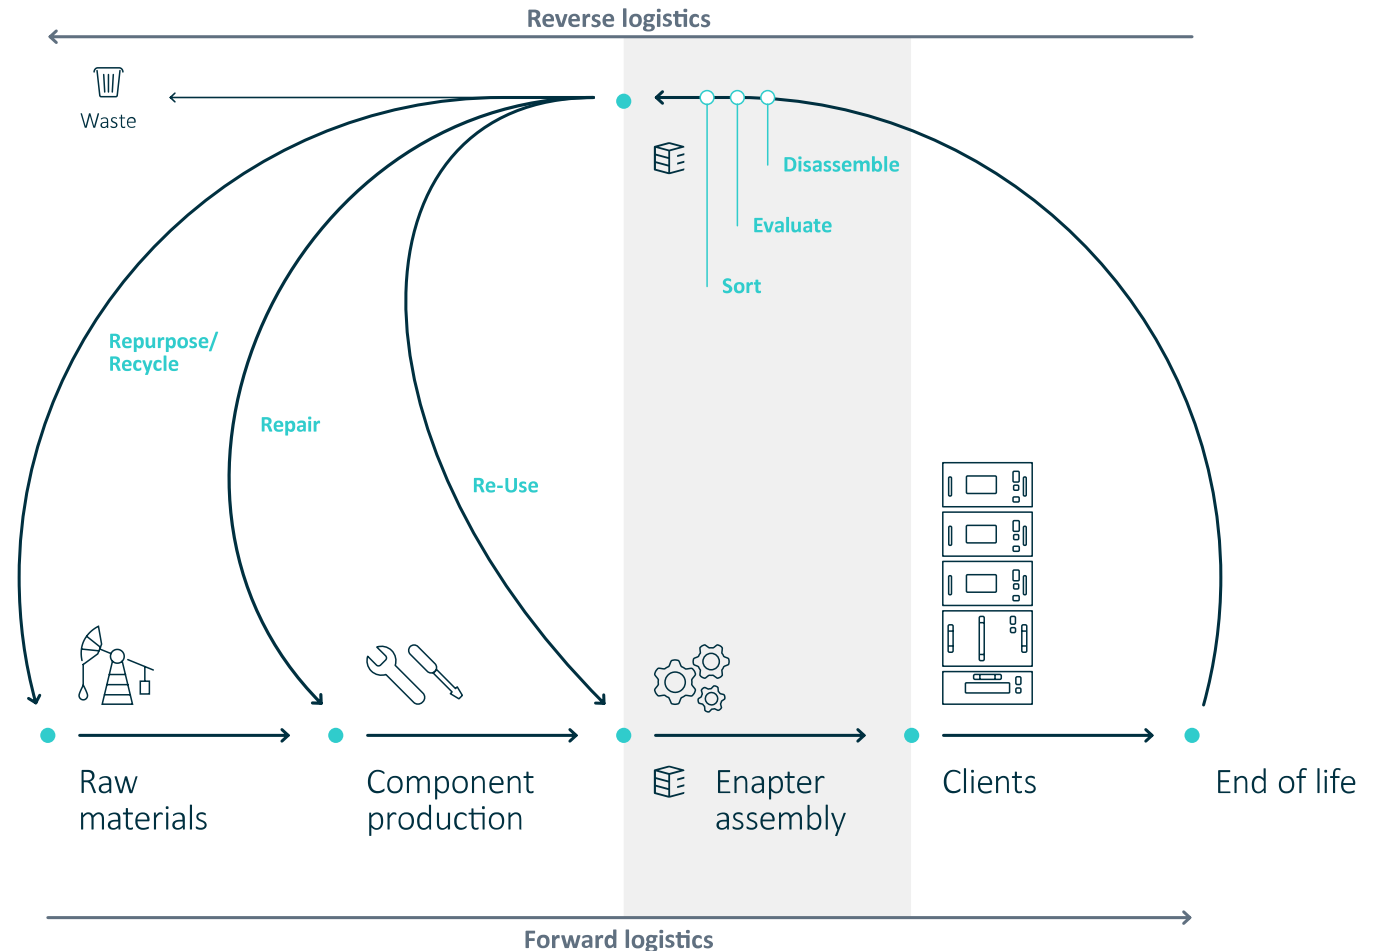 Reverse logistics
Waste
Disassemble
Evaluate
Sort
Repurpose/
Recycle
Repair
Re-Use
Raw
materials
Component
production
Enapter
assembly
Clients
End of life
Forward logistics